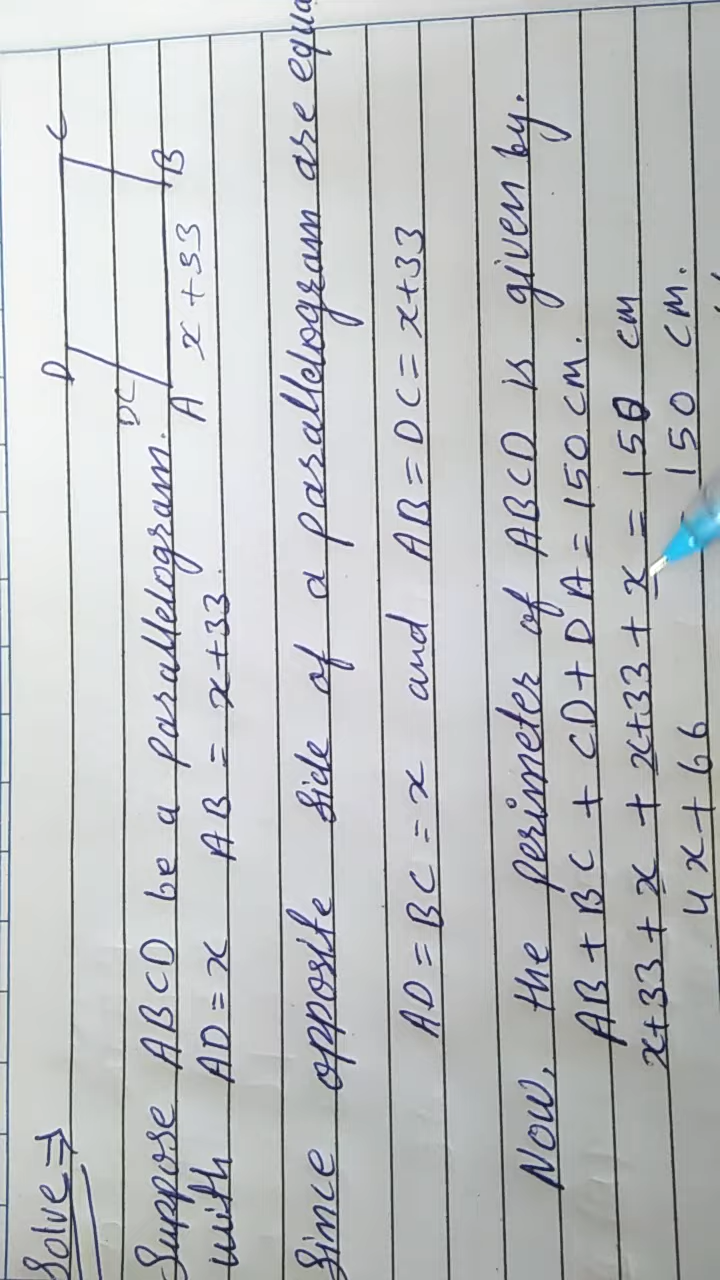 Solve ⇒
D C
Suppose ABCD be a parallelogram.
DC
A B
with AD = x AB = x+33.
x + 33
Since opposite side of a parallelogram are equa
AD = BC = x and AB = DC = x+33
Now, the perimeter of ABCD is given by.
AB + BC + CD + DA = 150 cm.
x+33 + x + x+33 + x = 150 cm
4x + 66 150 cm.